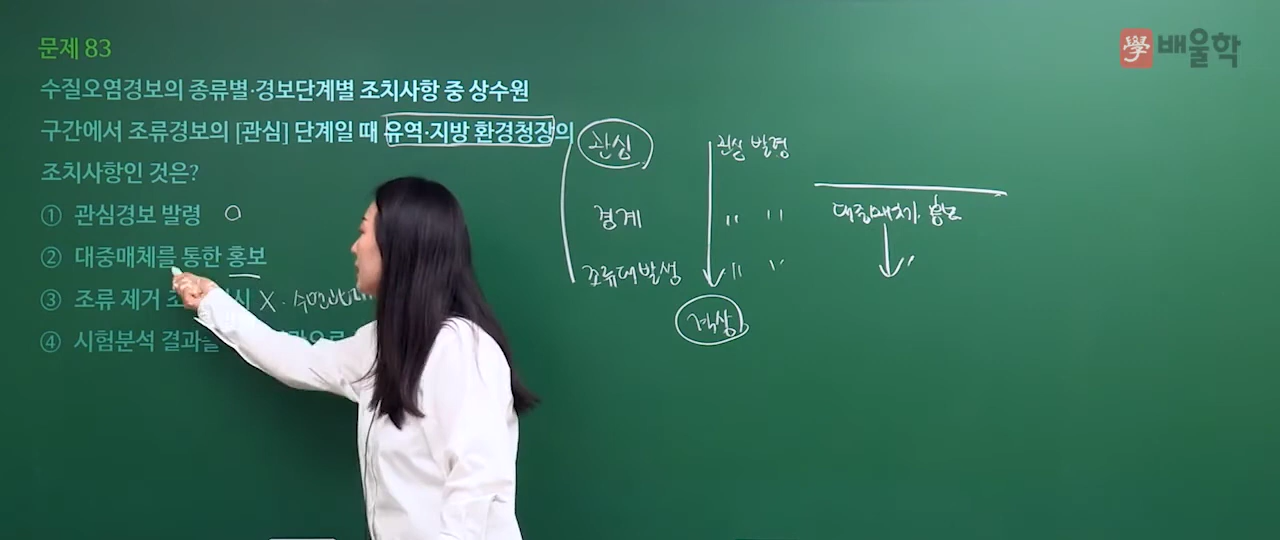 문제 83
學 배울학
수질오염경보의 종류별·경보단계별 조치사항 중 상수원
구간에서 조류경보의 [관심] 단계일 때 유역·지방 환경청장의
조치사항인 것은?
① 관심경보 발령 O
② 대중매체를 통한 홍보
③ 조류 제거 조 시 X
④ 시험분석 결과를
관심 관심 발령
경계 " " 대중매체 홍보
조류대발생 " " "
격상